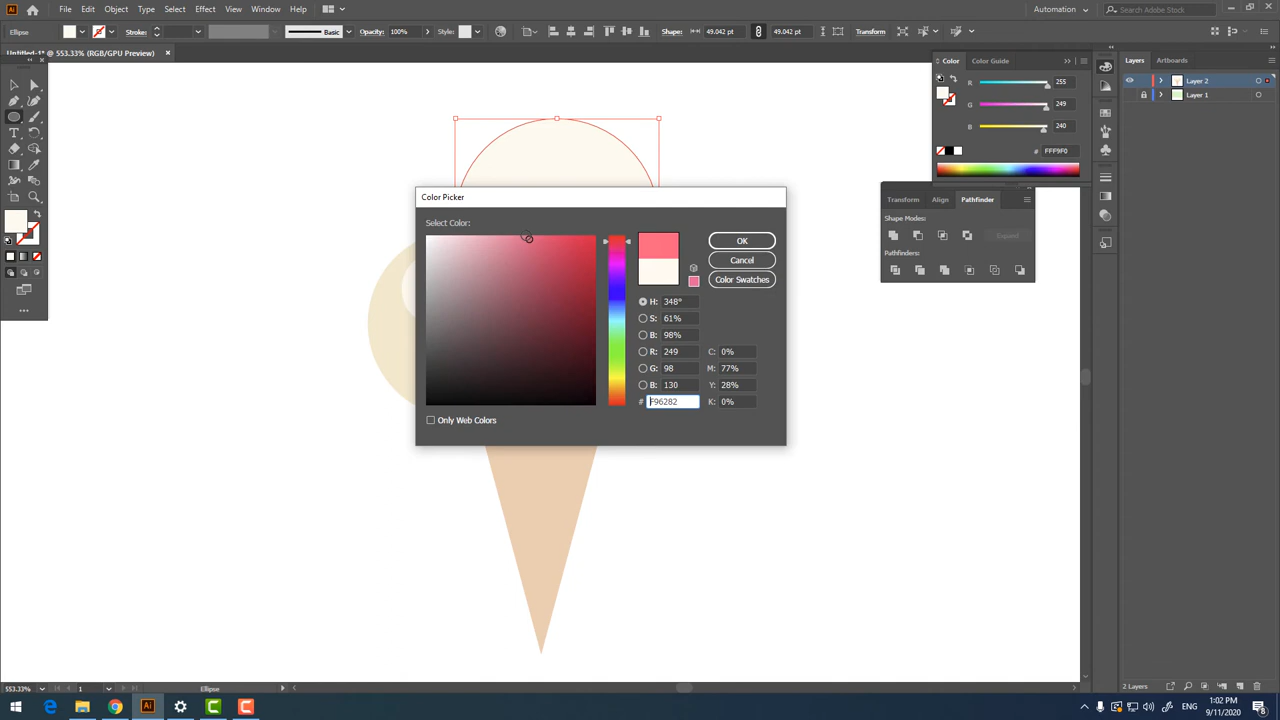 Ai File Edit Object Type Select Effect View Window Help Automation Search Adobe Stock
Ellipse Stroke: Basic Opacity: 100% Style: Shape: 49.042 pt 49.042 pt Transform
Untitled-1* @ 553.33% (RGB/GPU Preview)
Color Color Guide
Layers Artboards
R 255
Layer 2
Layer 1
G 249
B 240
# FFF9F0
Color Picker
Select Color:
OK
Cancel
Color Swatches
H: 348°
S: 61%
B: 98%
R: 249 C: 0%
G: 98 M: 77%
B: 130 Y: 28%
# F96282 K: 0%
Only Web Colors
Transform Align Pathfinder
Shape Modes:
Expand
Pathfinders:
553.33% 1 Ellipse
2 Layers
Ai
ENG
1:02 PM
9/11/2020